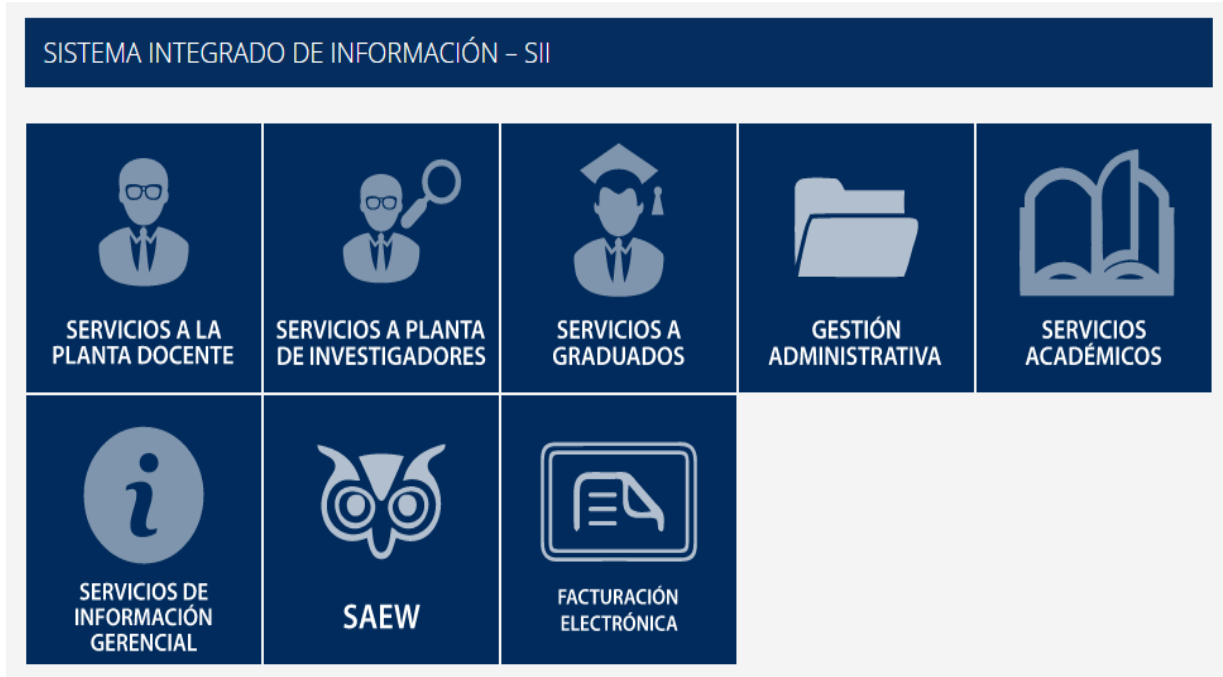 SISTEMA INTEGRADO DE INFORMACIÓN – SII
SERVICIOS A LA
PLANTA DOCENTE
SERVICIOS A PLANTA
DE INVESTIGADORES
SERVICIOS A
GRADUADOS
GESTIÓN
ADMINISTRATIVA
SERVICIOS
ACADÉMICOS
SERVICIOS DE
INFORMACIÓN
GERENCIAL
SAEW
FACTURACIÓN
ELECTRÓNICA